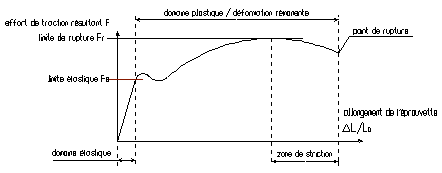 domaine plastique / déformation rémanente
effort de traction résultant F
limite de rupture Fr
point de rupture
limite élastique Fe
allongement de l'éprouvette
ΔL/Lo
domaine élastique
zone de striction